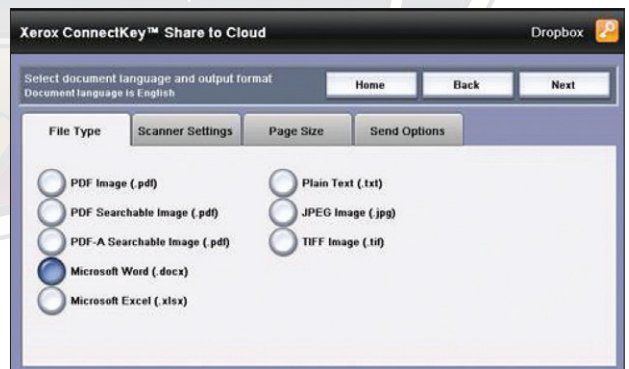 Xerox ConnectKey™ Share to Cloud
Dropbox
Select document language and output format
Document language is English
Home
Back
Next
File Type
Scanner Settings
Page Size
Send Options
PDF Image (.pdf)
PDF Searchable Image (.pdf)
PDF-A Searchable Image (.pdf)
Microsoft Word (.docx)
Microsoft Excel (.xlsx)
Plain Text (.txt)
JPEG Image (.jpg)
TIFF Image (.tif)